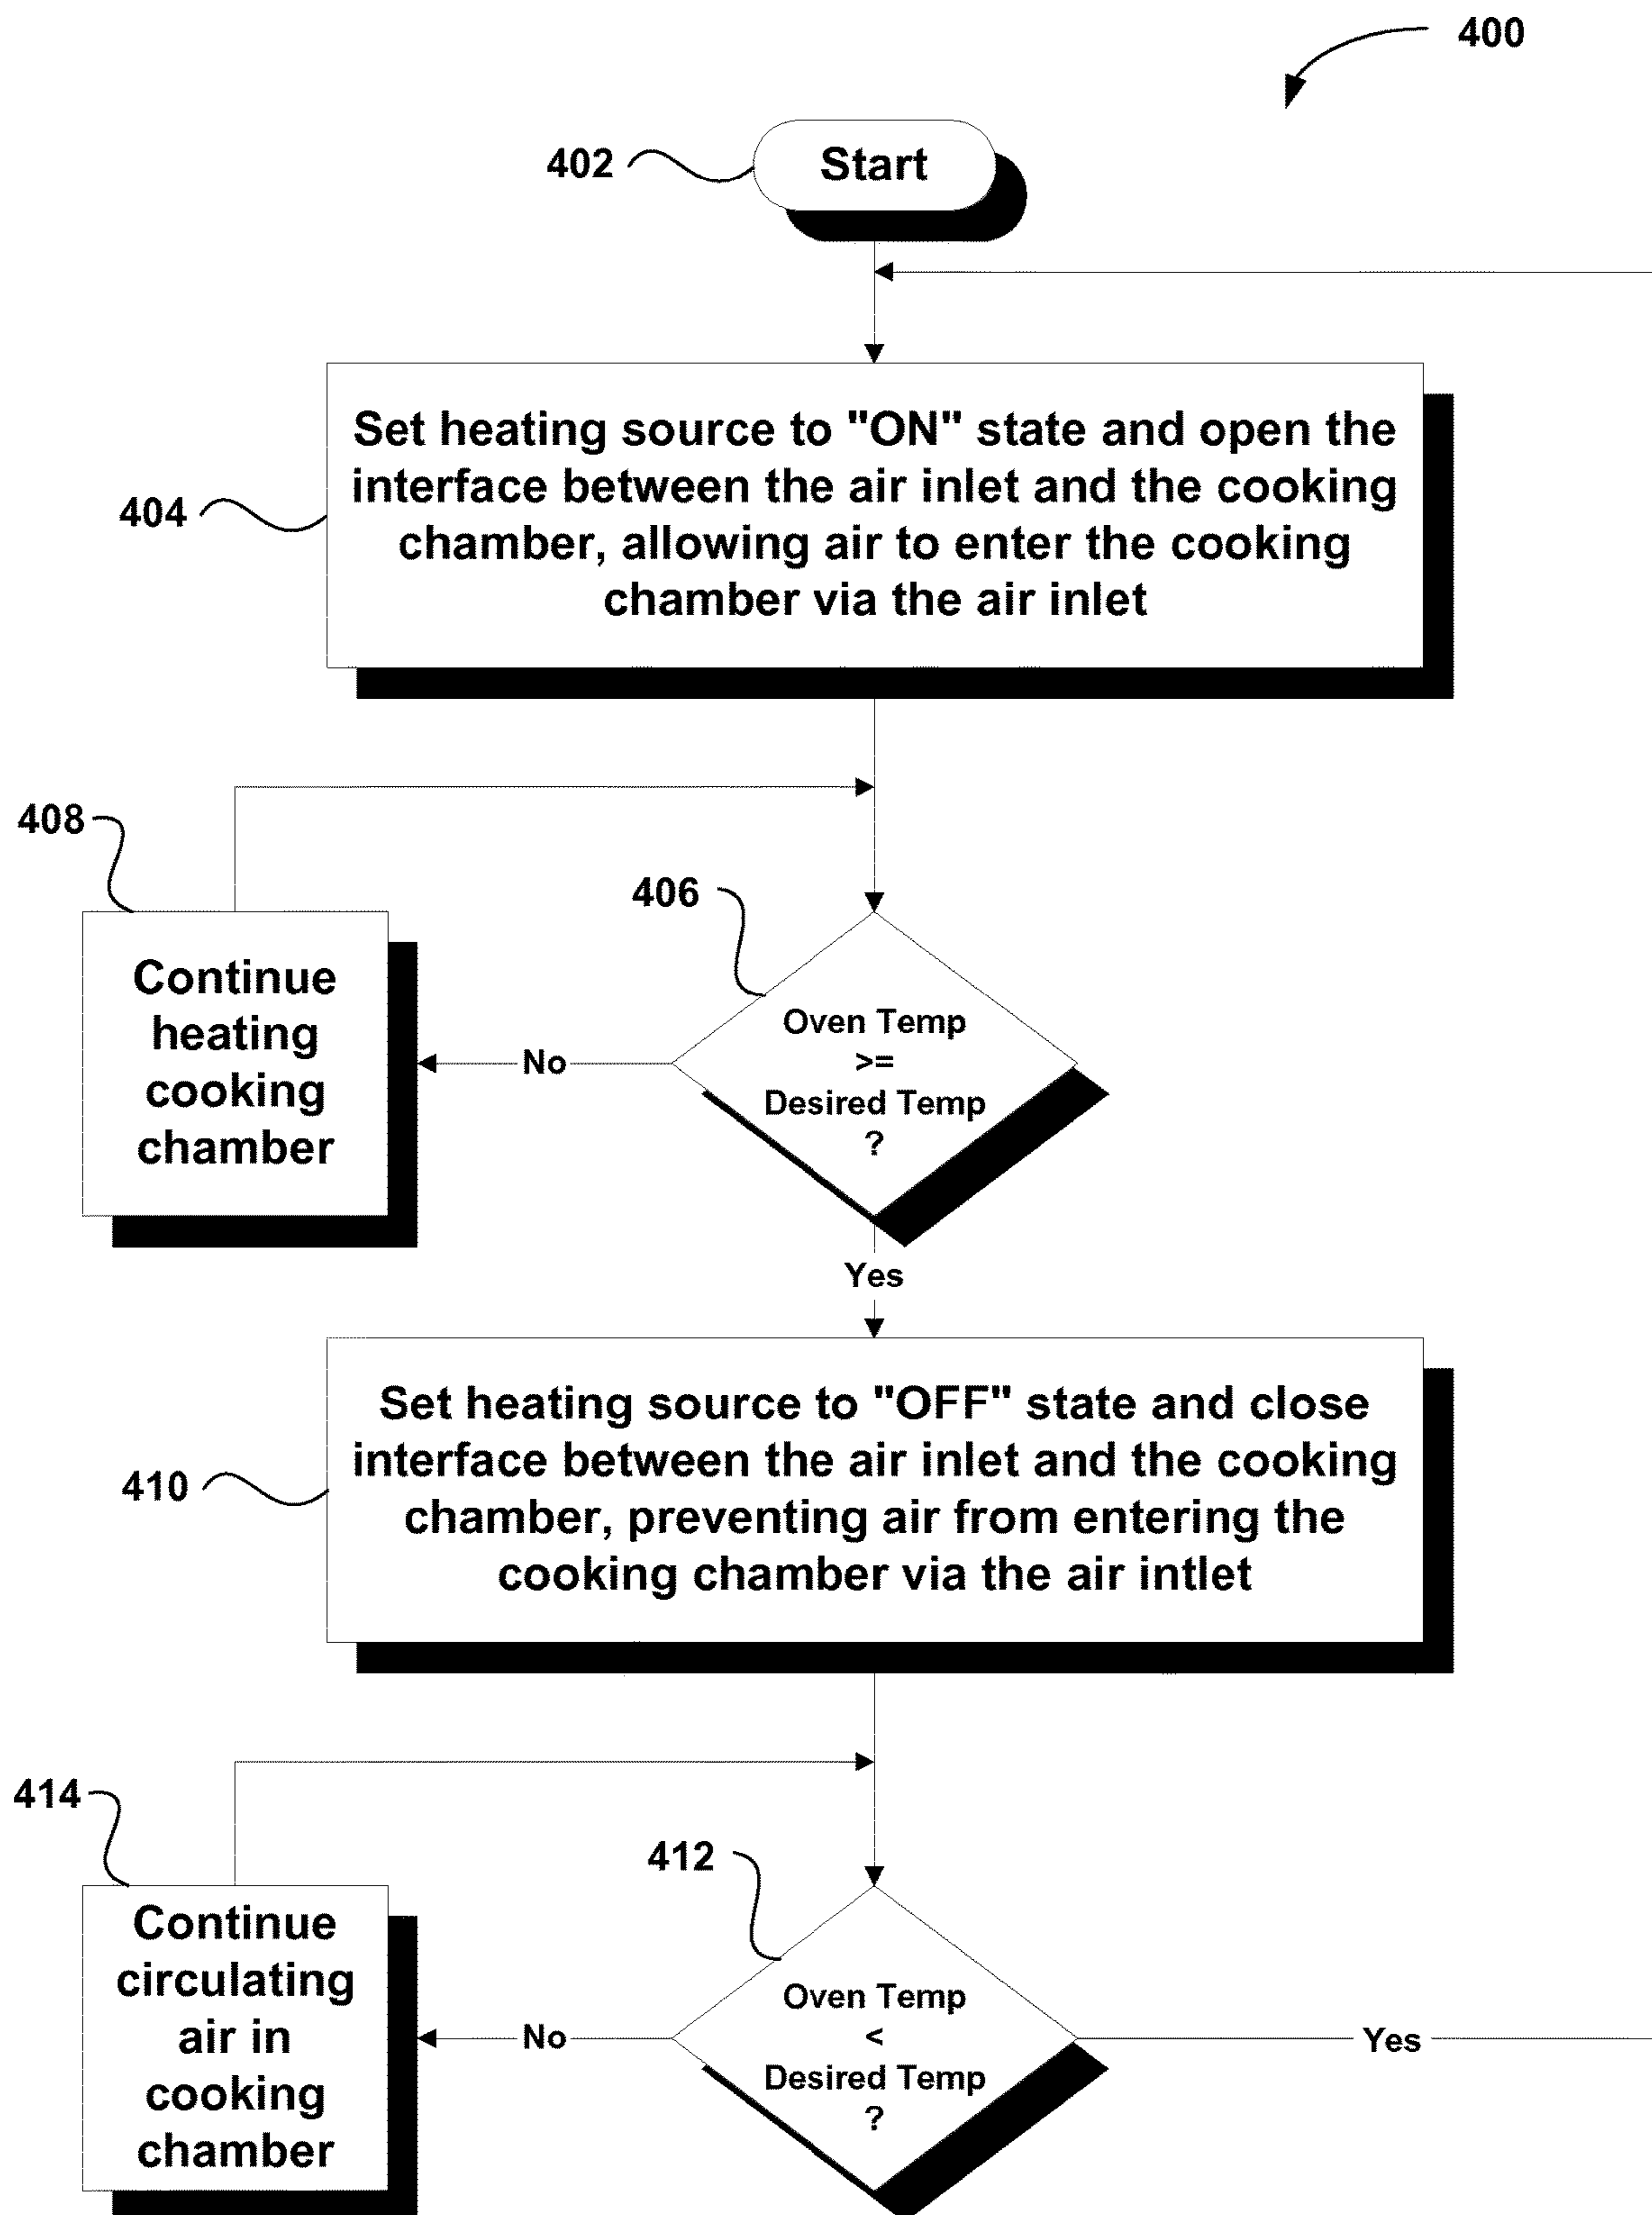 400
402
Start
404
Set heating source to "ON" state and open the
interface between the air inlet and the cooking
chamber, allowing air to enter the cooking
chamber via the air inlet
408
406
Continue
heating
cooking
chamber
No
Oven Temp
>=
Desired Temp
?
Yes
410
Set heating source to "OFF" state and close
interface between the air inlet and the cooking
chamber, preventing air from entering the
cooking chamber via the air intlet
414
412
Continue
circulating
air in
cooking
chamber
No
Oven Temp
<
Desired Temp
?
Yes